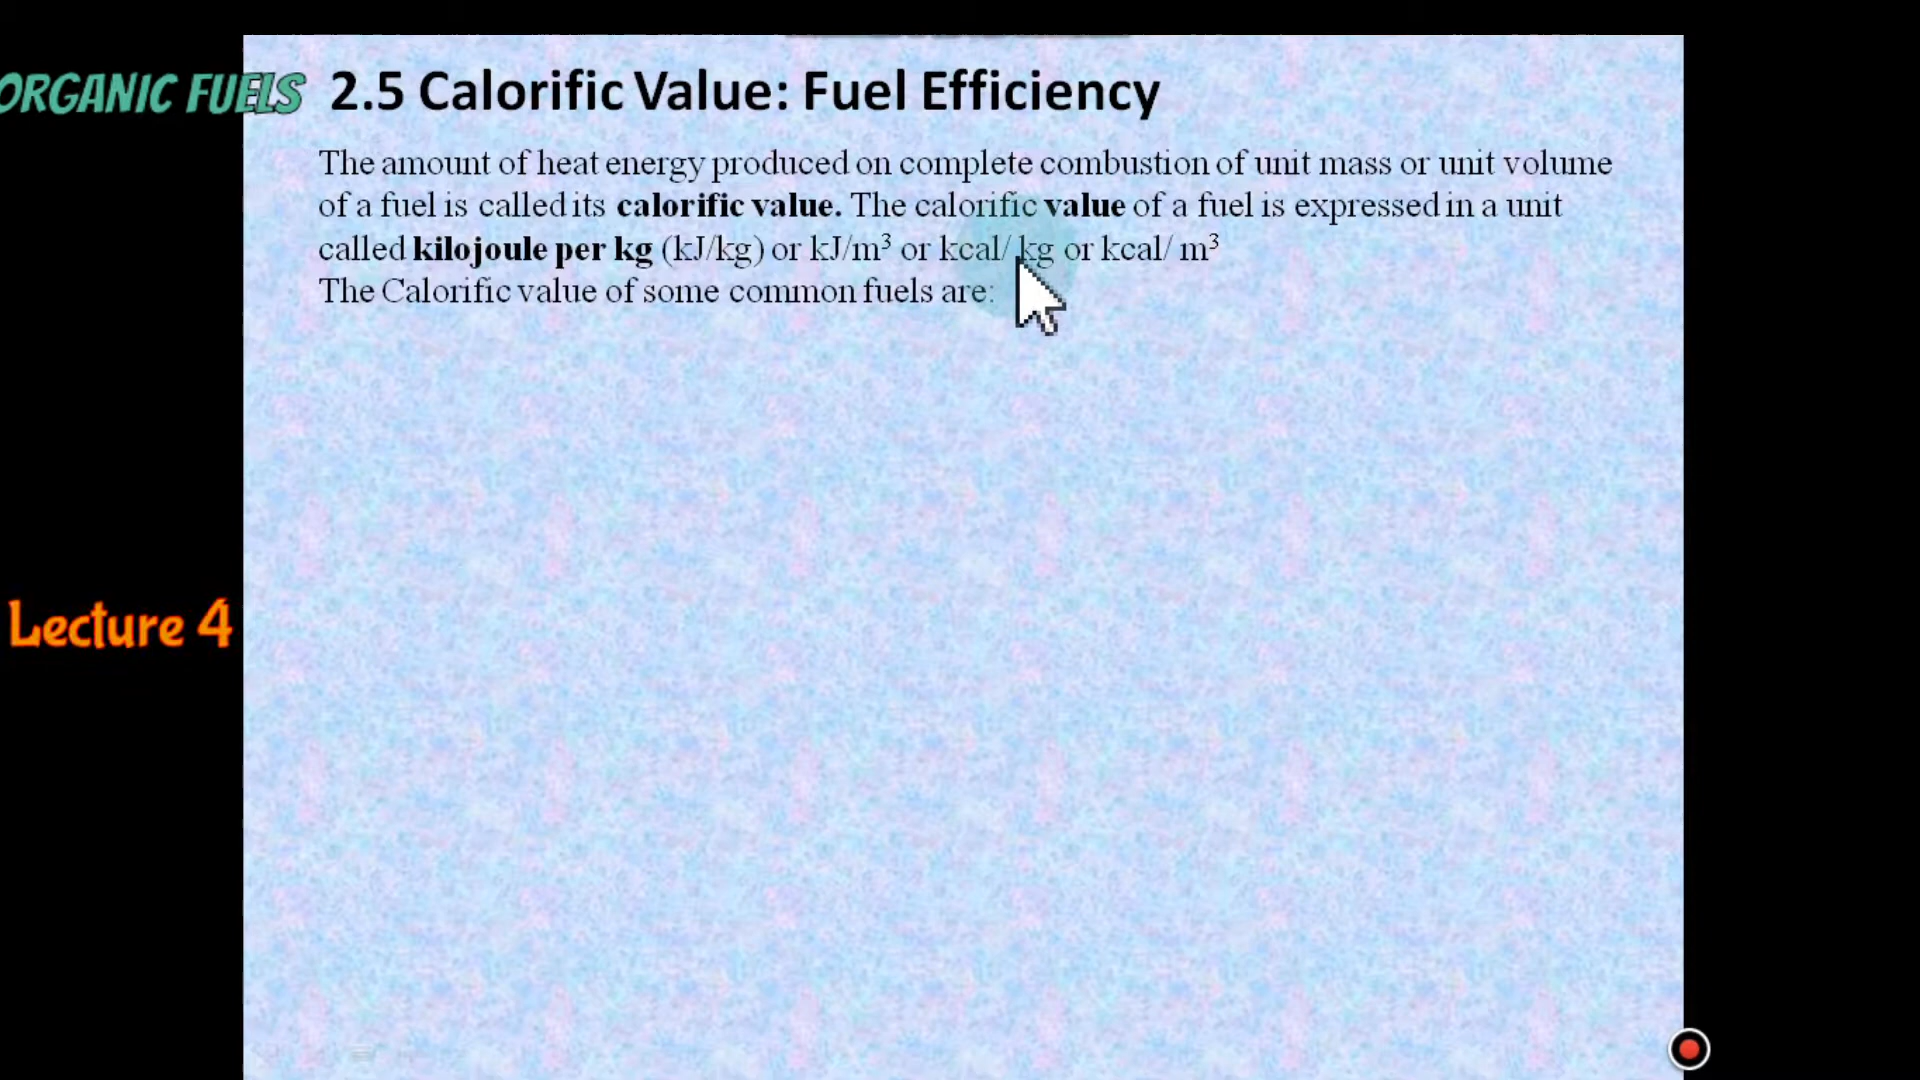 ORGANIC FUELS
2.5 Calorific Value: Fuel Efficiency
The amount of heat energy produced on complete combustion of unit mass or unit volume
of a fuel is called its calorific value. The calorific value of a fuel is expressed in a unit
called kilojoule per kg (kJ/kg) or kJ/m³ or kcal/ kg or kcal/ m³
The Calorific value of some common fuels are:
Lecture 4